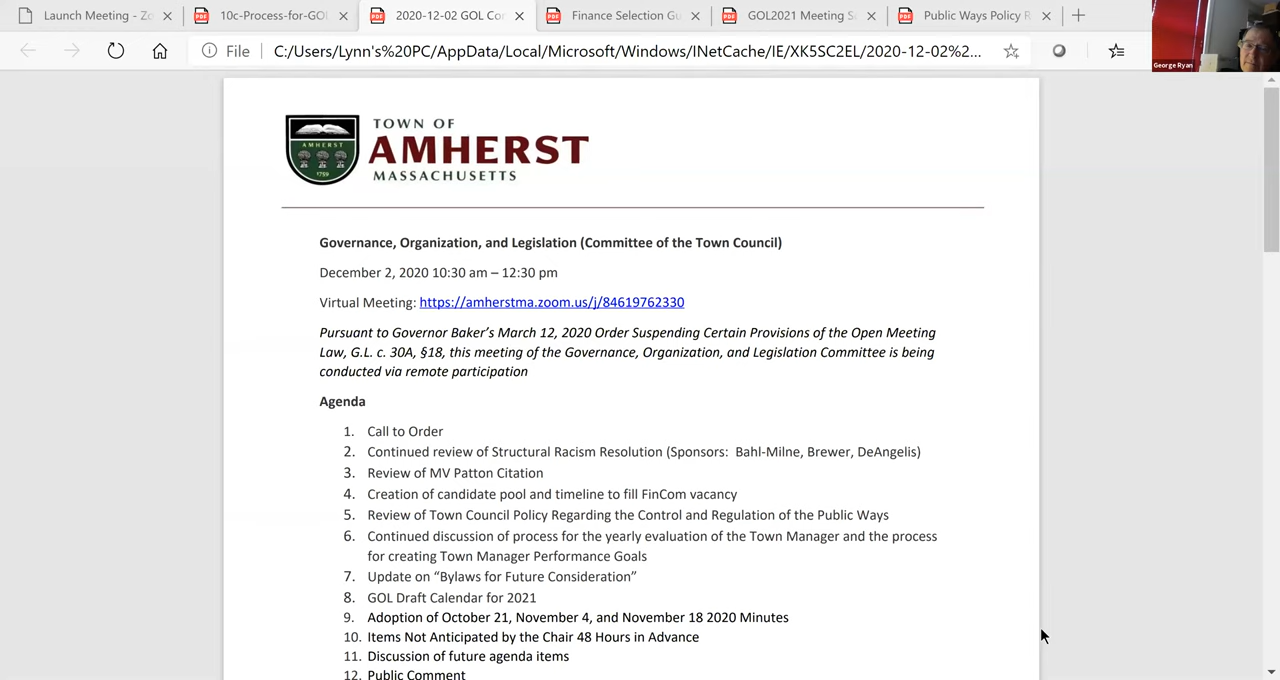 Launch Meeting - Zo
10c-Process-for-GOL
2020-12-02 GOL Cor
Finance Selection Gu
GOL2021 Meeting S
Public Ways Policy R
File
C:/Users/Lynn's%20PC/AppData/Local/Microsoft/Windows/INetCache/IE/XK5SC2EL/2020-12-02%2...
George Ryan
TOWN OF
AMHERST
MASSACHUSETTS
AMHERST
1759
Governance, Organization, and Legislation (Committee of the Town Council)
December 2, 2020 10:30 am – 12:30 pm
Virtual Meeting: https://amherstma.zoom.us/j/84619762330
Pursuant to Governor Baker's March 12, 2020 Order Suspending Certain Provisions of the Open Meeting
Law, G.L. c. 30A, §18, this meeting of the Governance, Organization, and Legislation Committee is being
conducted via remote participation
Agenda
1. Call to Order
2. Continued review of Structural Racism Resolution (Sponsors: Bahl-Milne, Brewer, DeAngelis)
3. Review of MV Patton Citation
4. Creation of candidate pool and timeline to fill FinCom vacancy
5. Review of Town Council Policy Regarding the Control and Regulation of the Public Ways
6. Continued discussion of process for the yearly evaluation of the Town Manager and the process
for creating Town Manager Performance Goals
7. Update on "Bylaws for Future Consideration"
8. GOL Draft Calendar for 2021
9. Adoption of October 21, November 4, and November 18 2020 Minutes
10. Items Not Anticipated by the Chair 48 Hours in Advance
11. Discussion of future agenda items
12. Public Comment